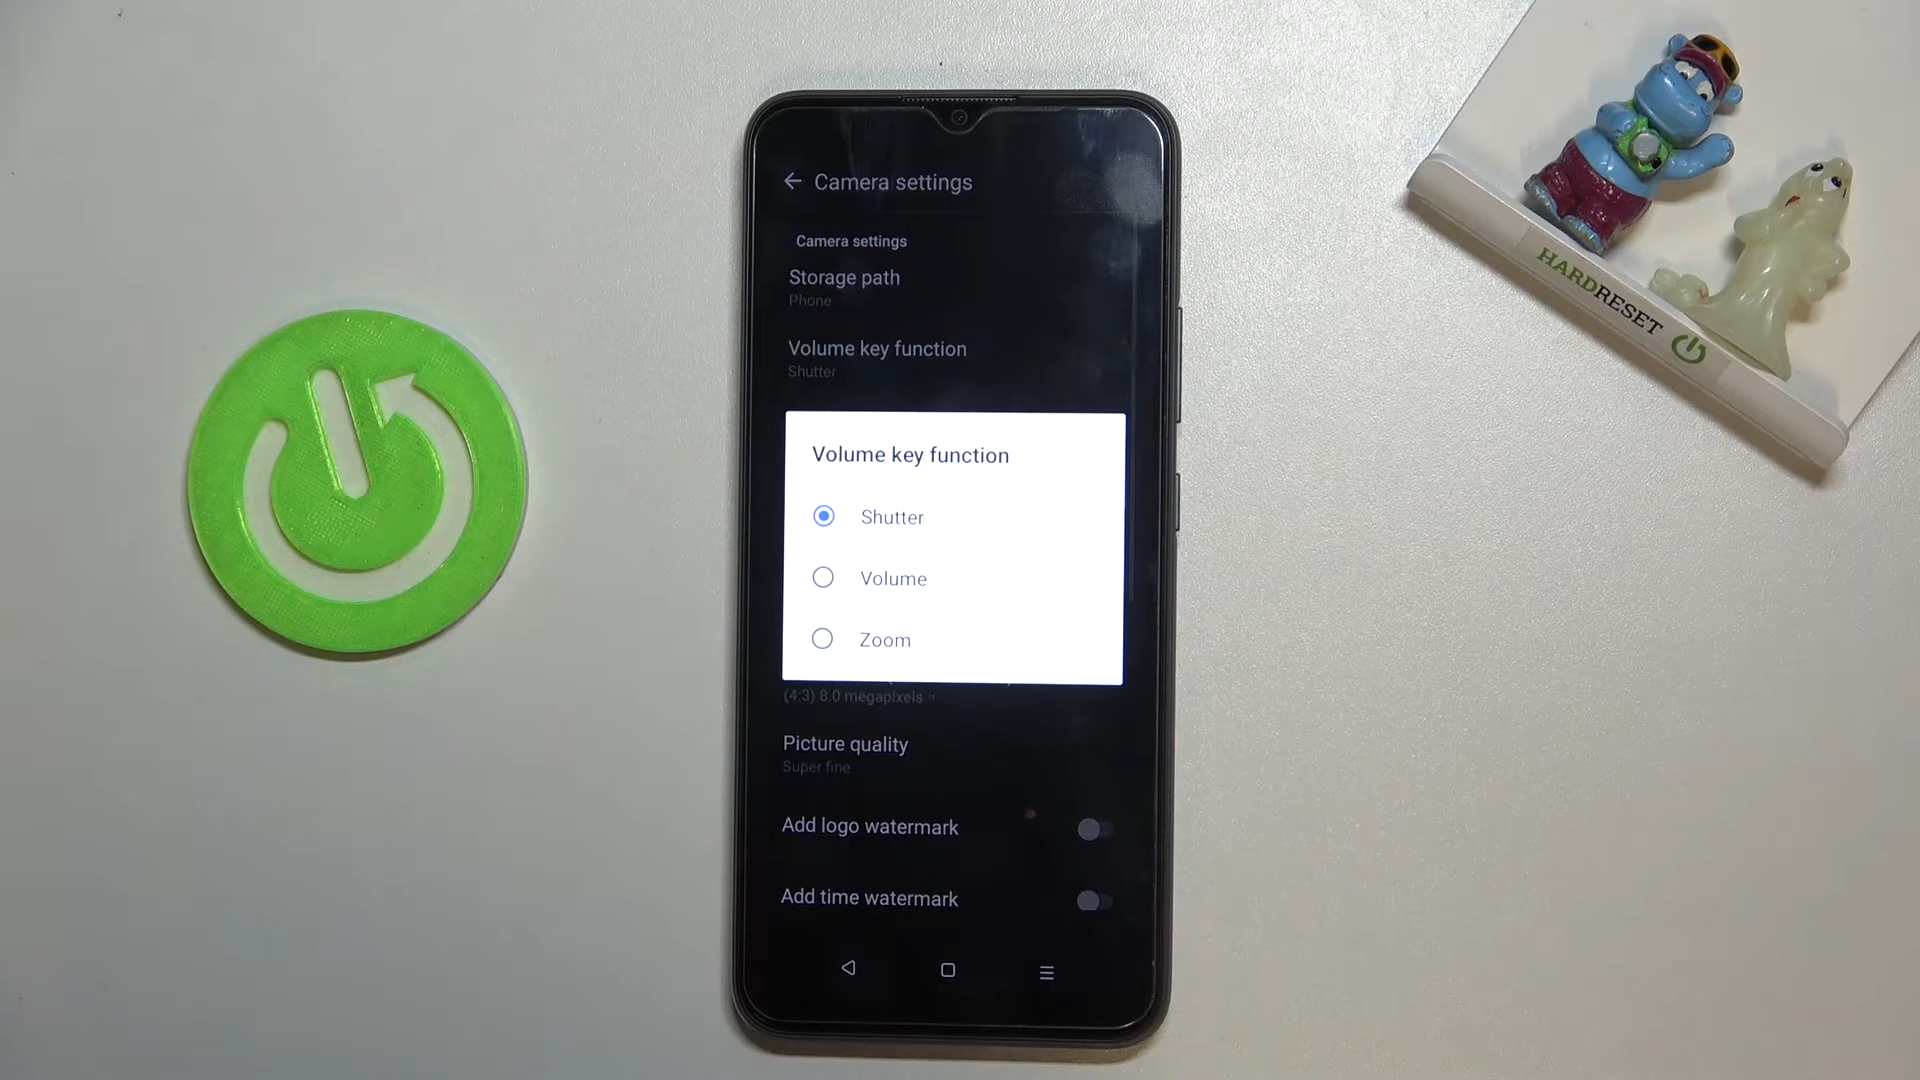 Camera settings
Camera settings
Storage path
Phone
Volume key function
Shutter
Volume key function
Shutter
Volume
Zoom
(4:3) 8.0 megapixels
Picture quality
Super fine
Add logo watermark
Add time watermark
HARDRESET